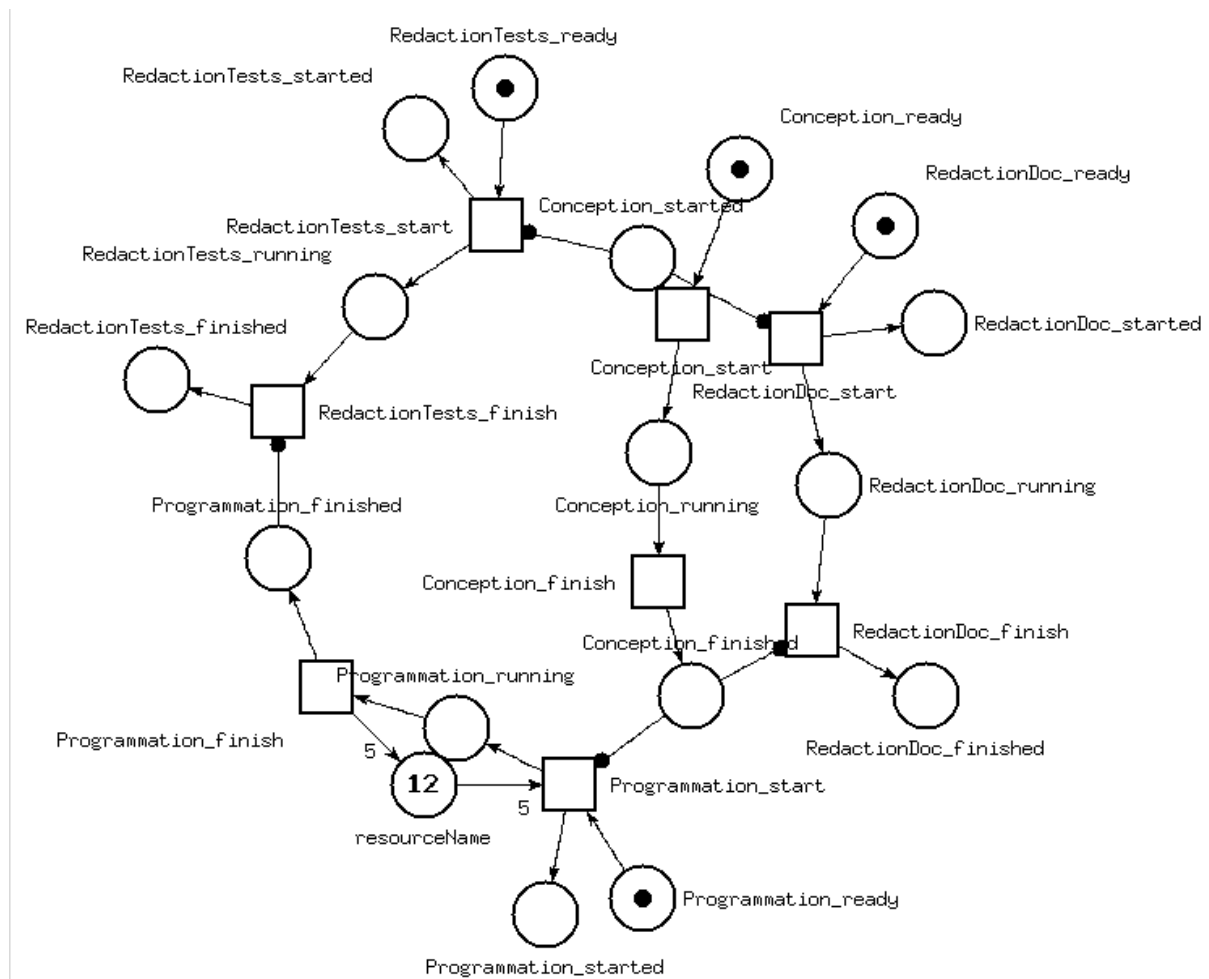 RedactionTests_ready
RedactionTests_started
Conception_ready
RedactionDoc_ready
Conception_started
RedactionTests_start
RedactionTests_running
RedactionTests_finished
RedactionDoc_started
Conception_start
RedactionDoc_start
RedactionTests_finish
RedactionDoc_running
Programmation_finished
Conception_running
Conception_finish
RedactionDoc_finish
Conception_finished
Programmation_running
Programmation_finish
RedactionDoc_finished
5
12
5
Programmation_start
resourceName
Programmation_ready
Programmation_started